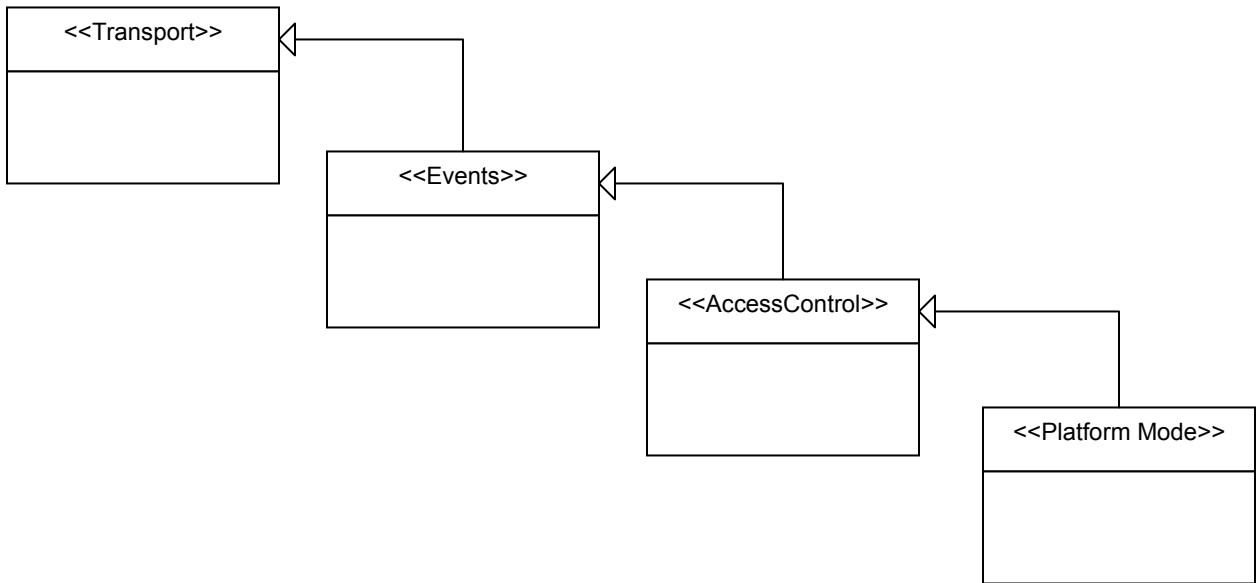 <<Transport>>
<<Events>>
<<AccessControl>>
<<Platform Mode>>